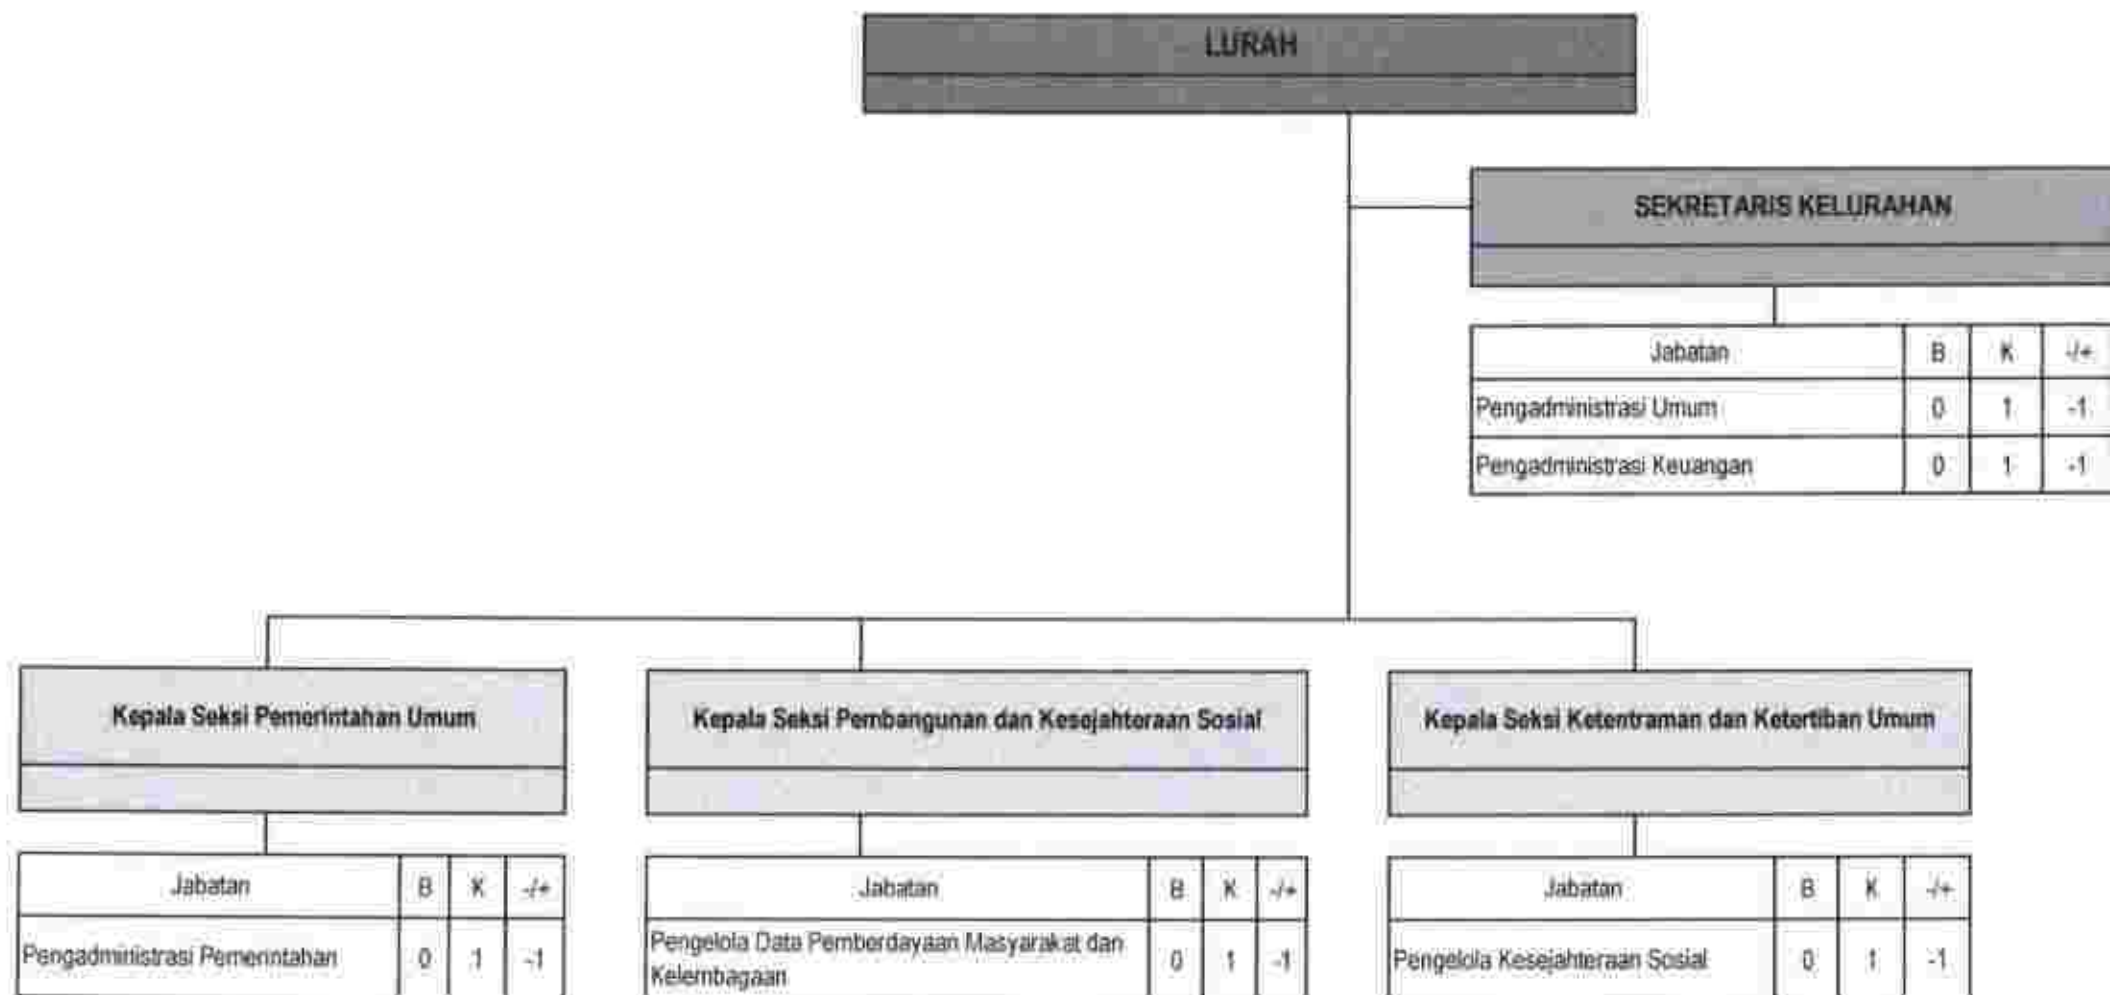 LURAH
SEKRETARIS KELURAHAN
Jabatan B K -/+
Pengadministrasi Umum 0 1 -1
Pengadministrasi Keuangan 0 1 -1
Kepala Seksi Pemerintahan Umum
Kepala Seksi Pembangunan dan Kesejahteraan Sosial
Kepala Seksi Ketentraman dan Ketertiban Umum
Jabatan B K -/+
Pengadministrasi Pemerintahan 0 1 -1
Jabatan B K -/+
Pengelola Data Pemberdayaan Masyarakat dan
Kelembagaan 0 1 -1
Jabatan B K -/+
Pengelola Kesejahteraan Sosial 0 1 -1